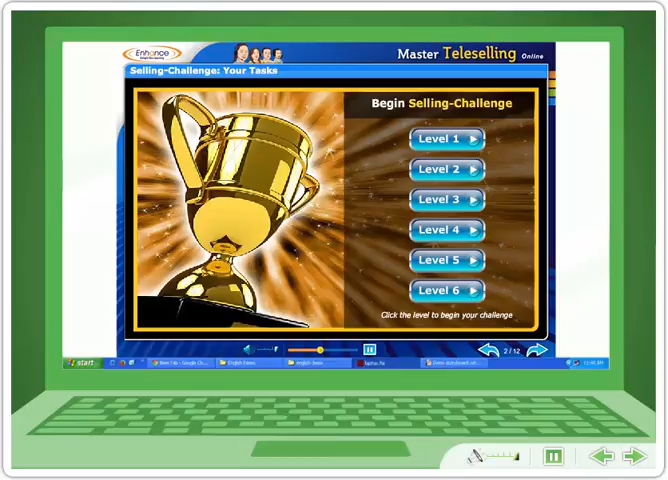 Enhance
Master Teleselling Online
Selling-Challenge: Your Tasks
Begin Selling-Challenge
Level 1
Level 2
Level 3
Level 4
Level 5
Level 6
Click the level to begin your challenge
2 / 12
start